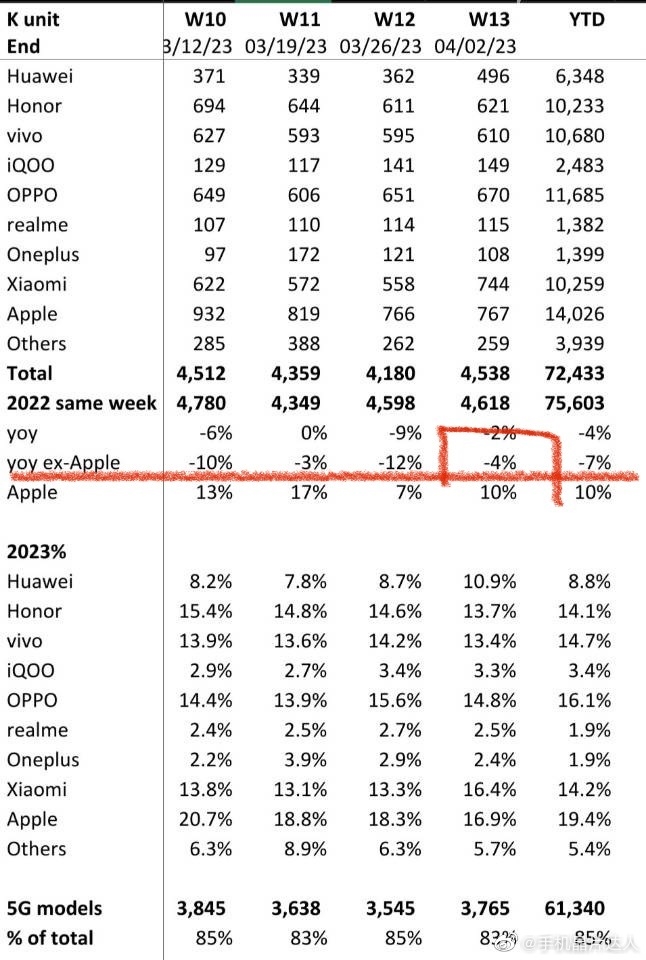 K unit W10 W11 W12 W13 YTD
End 3/12/23 03/19/23 03/26/23 04/02/23
Huawei 371 339 362 496 6,348
Honor 694 644 611 621 10,233
vivo 627 593 595 610 10,680
iQOO 129 117 141 149 2,483
OPPO 649 606 651 670 11,685
realme 107 110 114 115 1,382
Oneplus 97 172 121 108 1,399
Xiaomi 622 572 558 744 10,259
Apple 932 819 766 767 14,026
Others 285 388 262 259 3,939
Total 4,512 4,359 4,180 4,538 72,433
2022 same week 4,780 4,349 4,598 4,618 75,603
yoy -6% 0% -9% -2% -4%
yoy ex-Apple -10% -3% -12% -4% -7%
Apple 13% 17% 7% 10% 10%
2023%
Huawei 8.2% 7.8% 8.7% 10.9% 8.8%
Honor 15.4% 14.8% 14.6% 13.7% 14.1%
vivo 13.9% 13.6% 14.2% 13.4% 14.7%
iQOO 2.9% 2.7% 3.4% 3.3% 3.4%
OPPO 14.4% 13.9% 15.6% 14.8% 16.1%
realme 2.4% 2.5% 2.7% 2.5% 1.9%
Oneplus 2.2% 3.9% 2.9% 2.4% 1.9%
Xiaomi 13.8% 13.1% 13.3% 16.4% 14.2%
Apple 20.7% 18.8% 18.3% 16.9% 19.4%
Others 6.3% 8.9% 6.3% 5.7% 5.4%
5G models 3,845 3,638 3,545 3,765 61,340
% of total 85% 83% 85% 83% 85%
@手机晶片达人